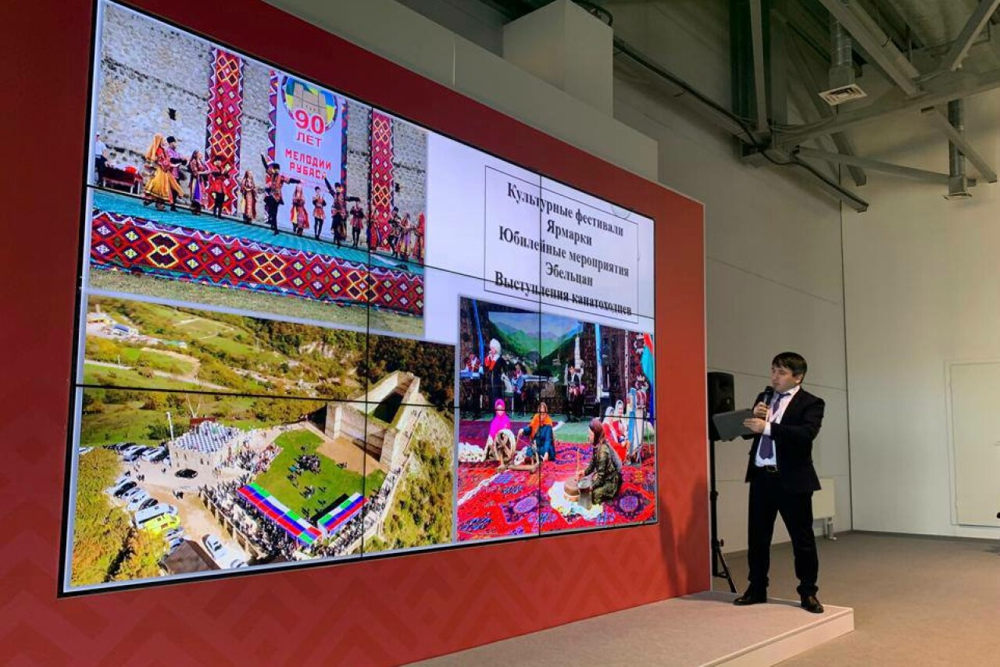 90
ЛЕТ
МЕЛОДИИ
РУБАСА
Культурные фестивали
Ярмарки
Юбилейные мероприятия
Эбельцан
Выступления канатоходцев